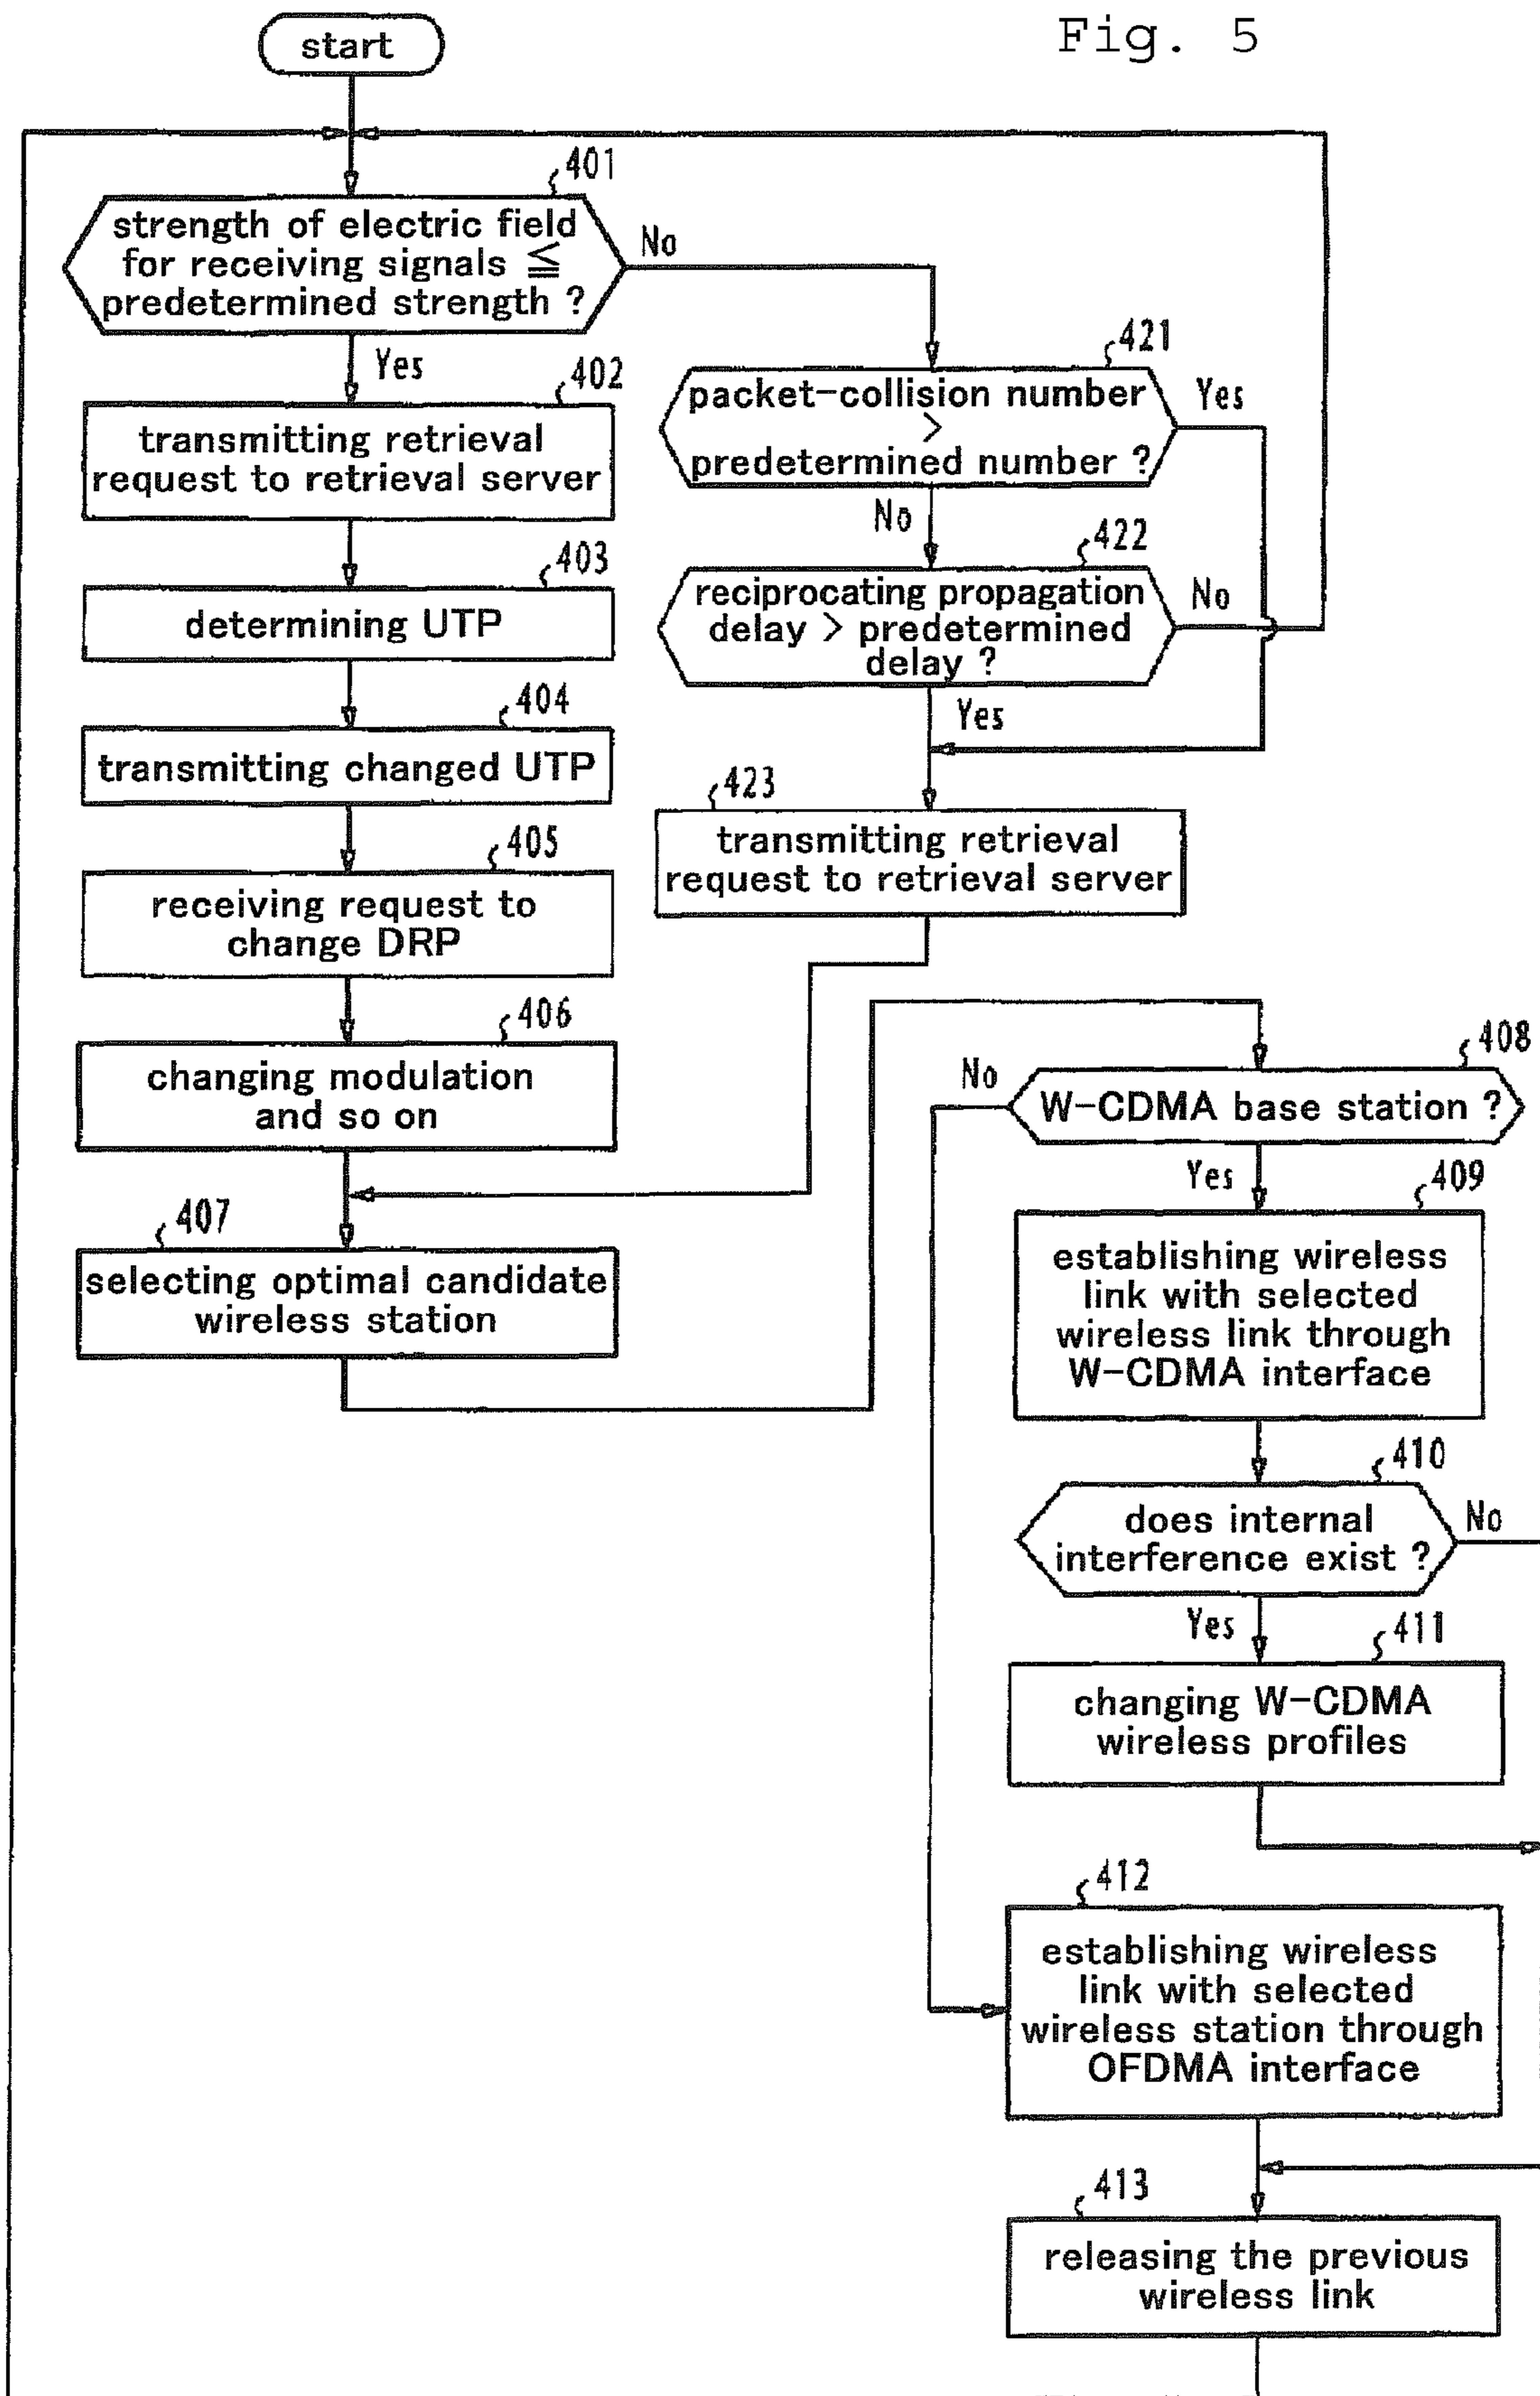 Fig. 5
start
401
strength of electric field
for receiving signals ≦
predetermined strength ?
No
Yes
402
transmitting retrieval
request to retrieval server
403
determining UTP
404
transmitting changed UTP
405
receiving request to
change DRP
406
changing modulation
and so on
407
selecting optimal candidate
wireless station
421
packet-collision number
>
predetermined number ?
Yes
No
422
reciprocating propagation
delay > predetermined
delay ?
No
Yes
423
transmitting retrieval
request to retrieval server
408
No
W-CDMA base station ?
Yes
409
establishing wireless
link with selected
wireless link through
W-CDMA interface
410
does internal
interference exist ?
No
Yes
411
changing W-CDMA
wireless profiles
412
establishing wireless
link with selected
wireless station through
OFDMA interface
413
releasing the previous
wireless link